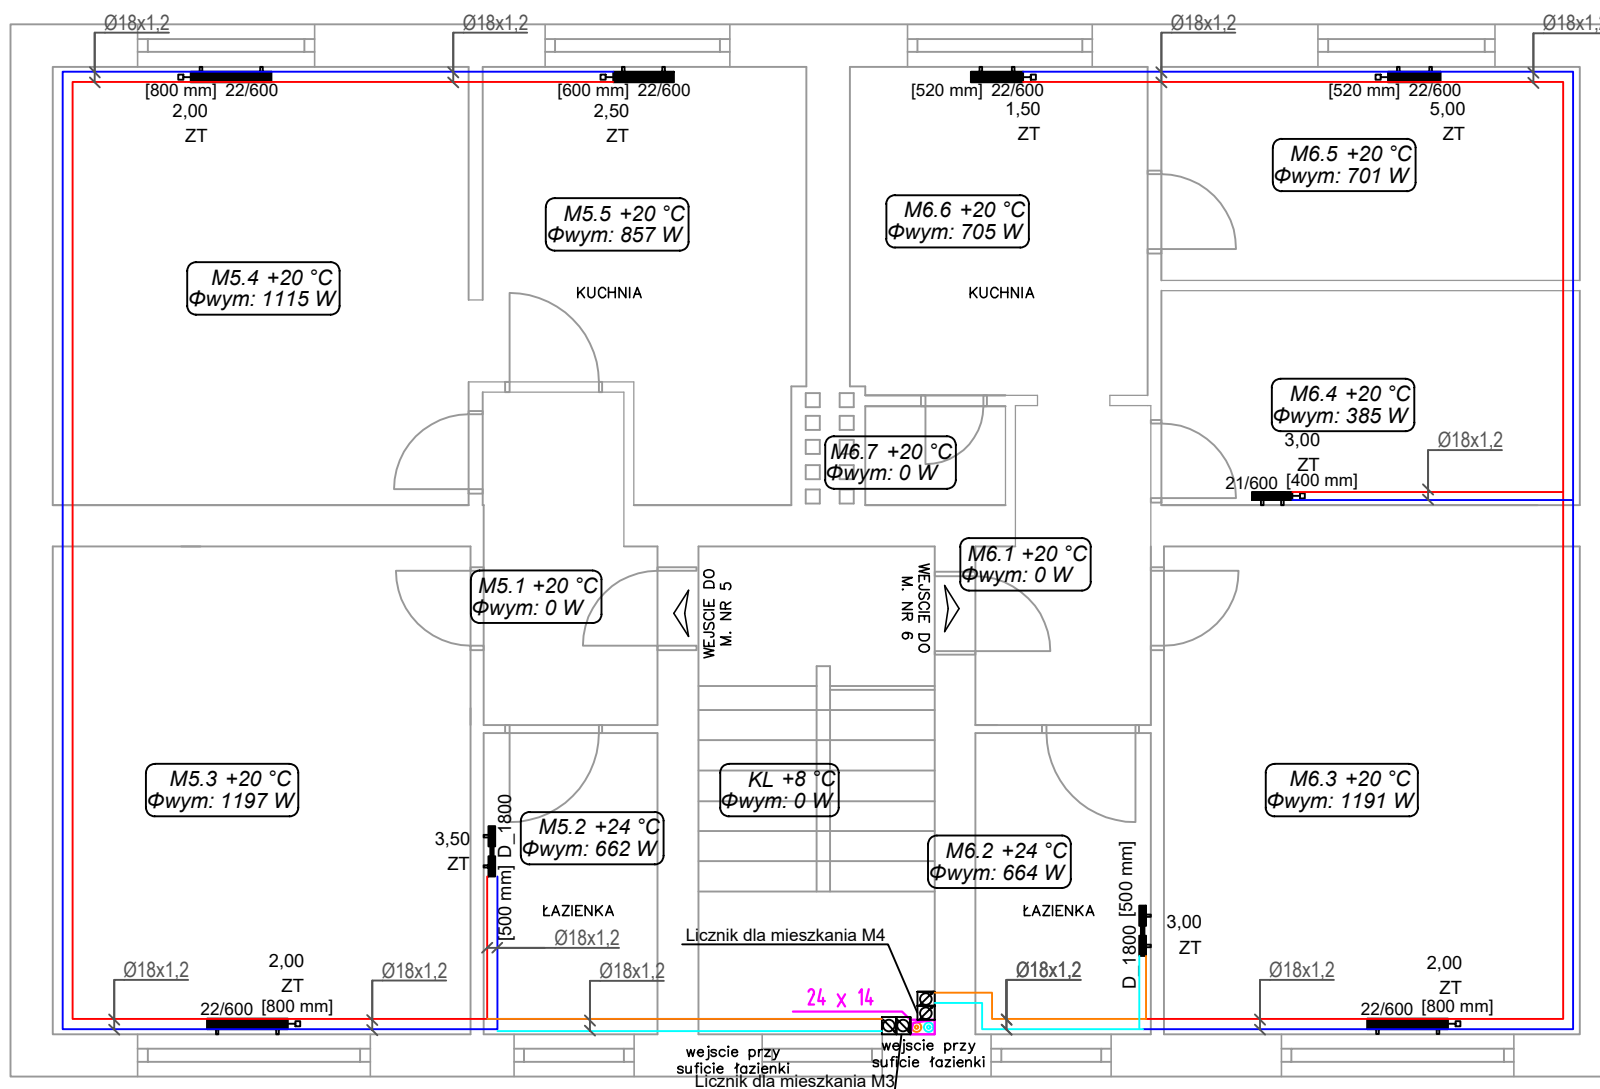 Ø18x1,2
Ø18x1,2
Ø18x1,2
Ø18x1,2
[800 mm] 22/600
2,00
ZT
[600 mm] 22/600
2,50
ZT
[520 mm] 22/600
1,50
ZT
[520 mm] 22/600
5,00
ZT
M6.5 +20 °C
Φwym: 701 W
M5.5 +20 °C
Φwym: 857 W
M6.6 +20 °C
Φwym: 705 W
M5.4 +20 °C
Φwym: 1115 W
KUCHNIA
KUCHNIA
M6.4 +20 °C
Φwym: 385 W
3,00
ZT
21/600 [400 mm]
Ø18x1,2
M6.7 +20 °C
Φwym: 0 W
M6.1 +20 °C
Φwym: 0 W
M5.1 +20 °C
Φwym: 0 W
WEJSCIE DO
M. NR 5
WEJSCIE DO
M. NR 6
M5.3 +20 °C
Φwym: 1197 W
KL +8 °C
Φwym: 0 W
M6.3 +20 °C
Φwym: 1191 W
3,50
ZT
[500 mm] D_1800
M5.2 +24 °C
Φwym: 662 W
M6.2 +24 °C
Φwym: 664 W
ŁAZIENKA
ŁAZIENKA
D 1800 [500 mm]
3,00
ZT
Licznik dla mieszkania M4
Ø18x1,2
2,00
ZT
22/600 [800 mm]
Ø18x1,2
Ø18x1,2
Ø18x1,2
24 x 14
Ø18x1,2
Ø18x1,2
2,00
ZT
22/600 [800 mm]
wejscie przy
suficie łazienki
wejscie przy
suficie łazienki
Licznik dla mieszkania M3